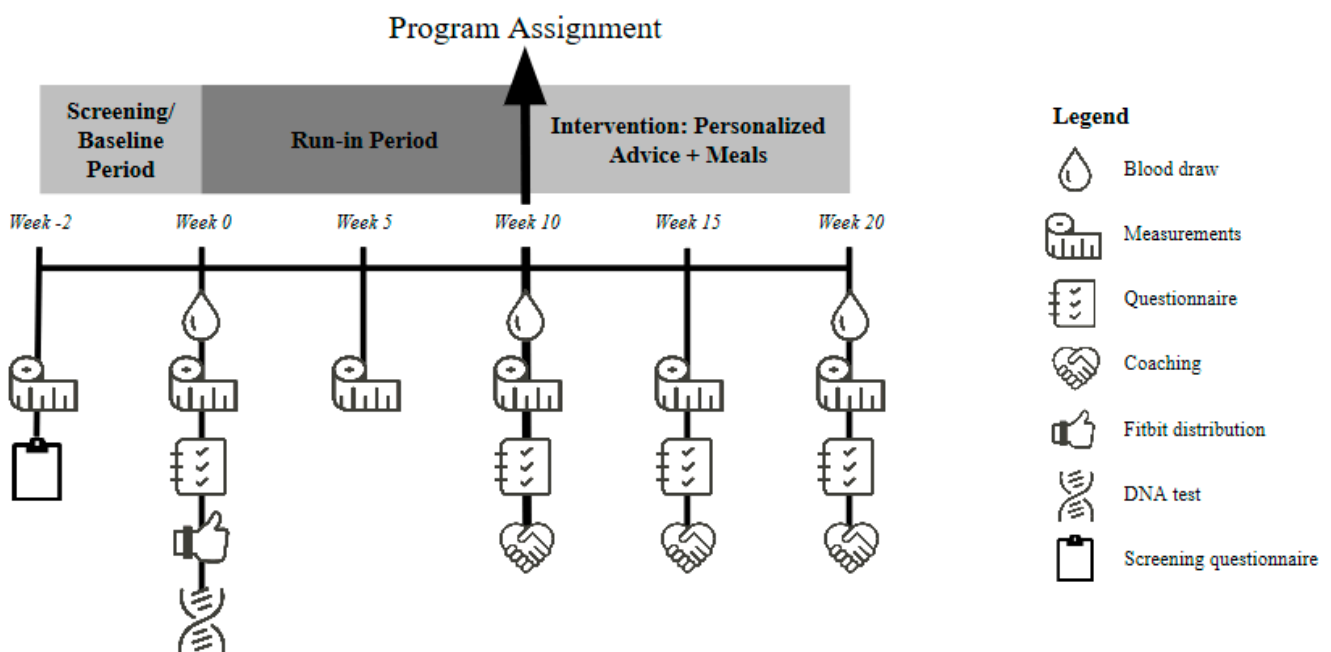 Program Assignment
Screening/
Baseline
Period
Run-in Period
Intervention: Personalized
Advice + Meals
Week -2
Week 0
Week 5
Week 10
Week 15
Week 20
Legend
Blood draw
Measurements
Questionnaire
Coaching
Fitbit distribution
DNA test
Screening questionnaire